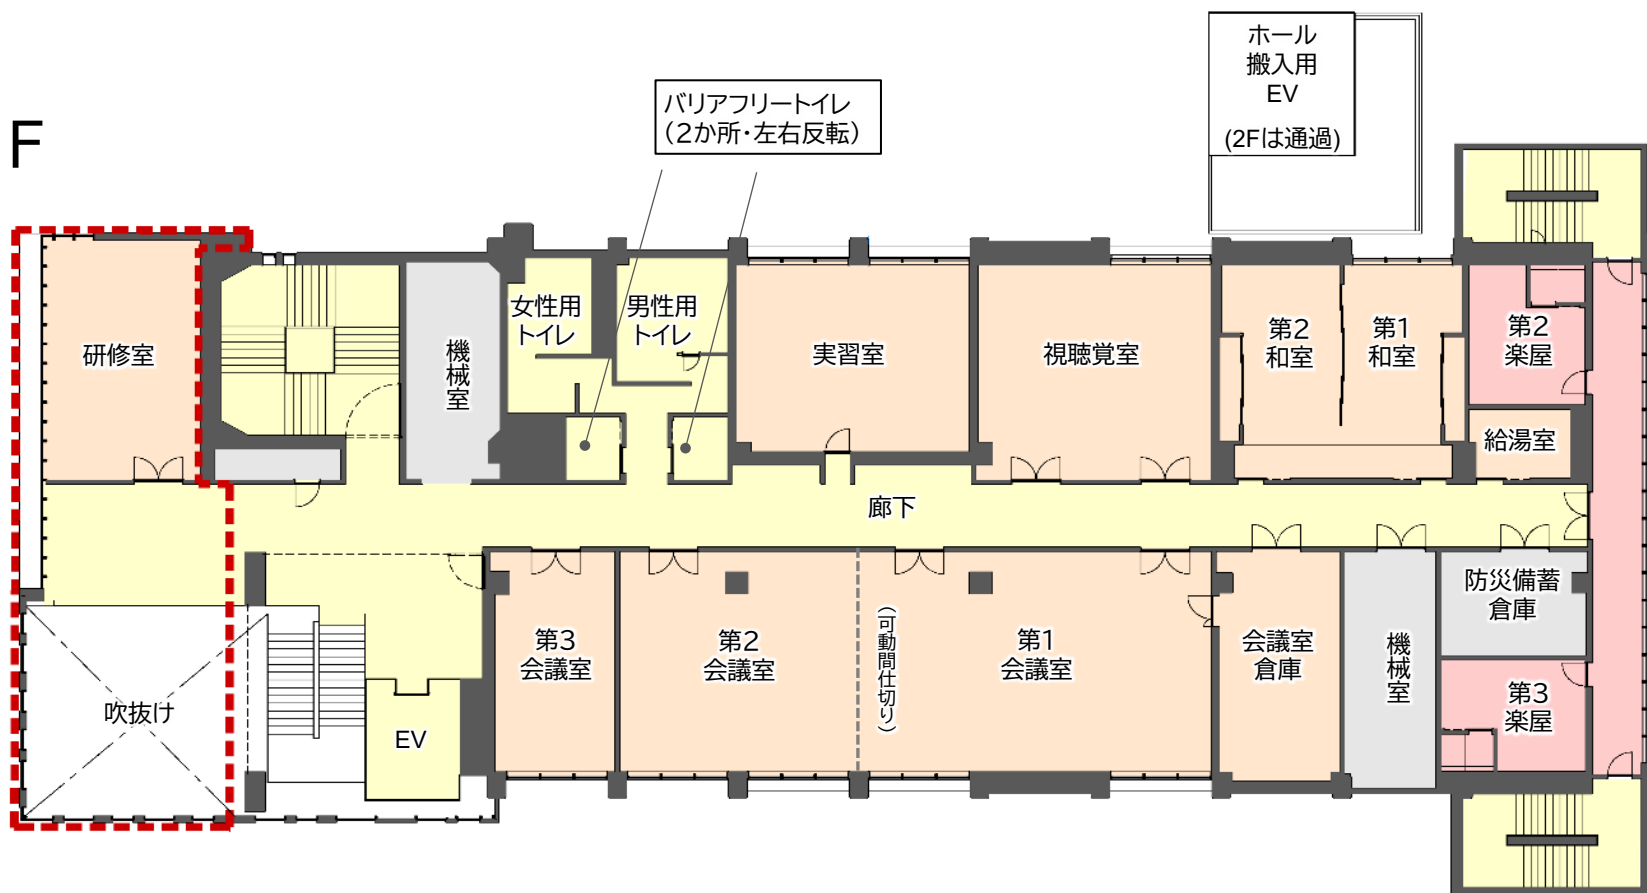 F
バリアフリートイレ
（2か所・左右反転）
ホール
搬入用
EV
(2Fは通過)
研修室
機械室
女性用
トイレ
男性用
トイレ
実習室
視聴覚室
第2
和室
第1
和室
第2
楽屋
給湯室
廊下
吹抜け
EV
第3
会議室
第2
会議室
（可動間仕切り）
第1
会議室
会議室
倉庫
機械室
防災備蓄
倉庫
第3
楽屋